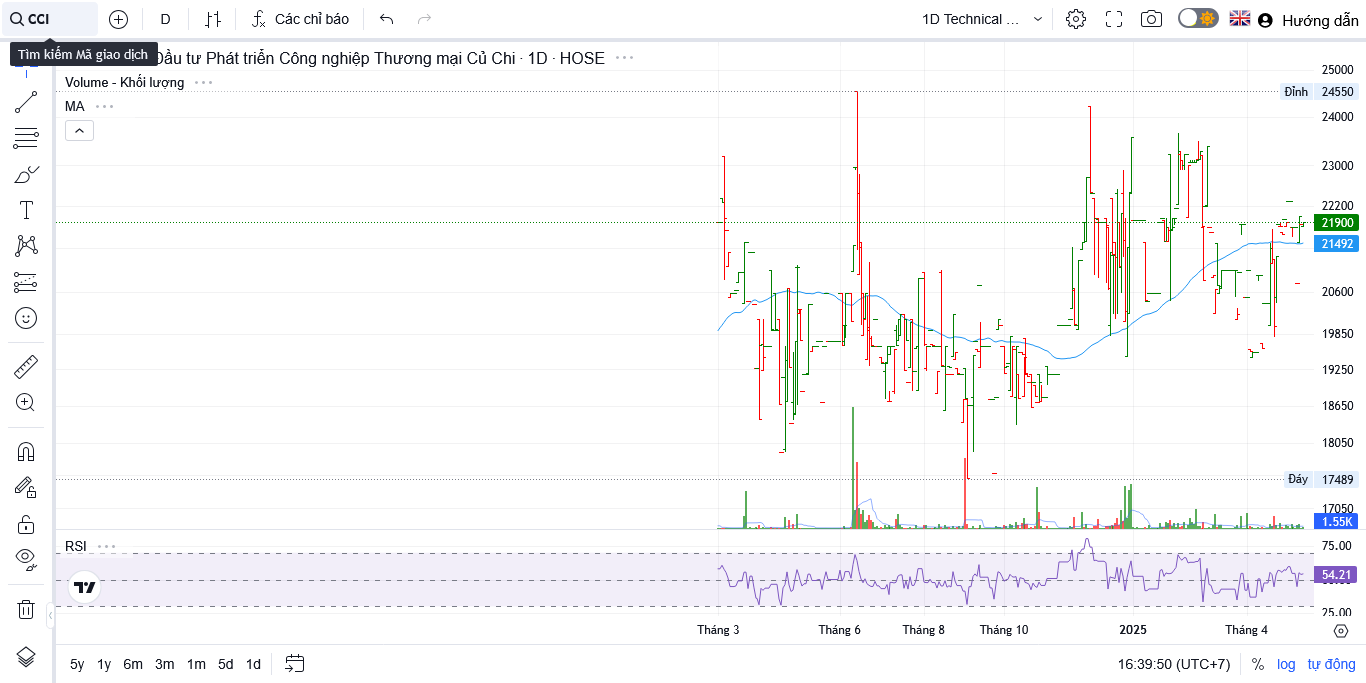 CCI
D
Các chỉ báo
1D Technical ...
Hướng dẫn
Tìm kiếm Mã giao dịch
Đầu tư Phát triển Công nghiệp Thương mại Củ Chi · 1D · HOSE
Volume - Khối lượng
MA
25000
Đỉnh 24550
24000
23000
22200
21900
21492
20600
19850
19250
18650
18050
Đáy 17489
17050
1.55K
RSI
75.00
54.21
25.00
Tháng 3 Tháng 6 Tháng 8 Tháng 10 2025 Tháng 4
5y 1y 6m 3m 1m 5d 1d
16:39:50 (UTC+7) % log tự động